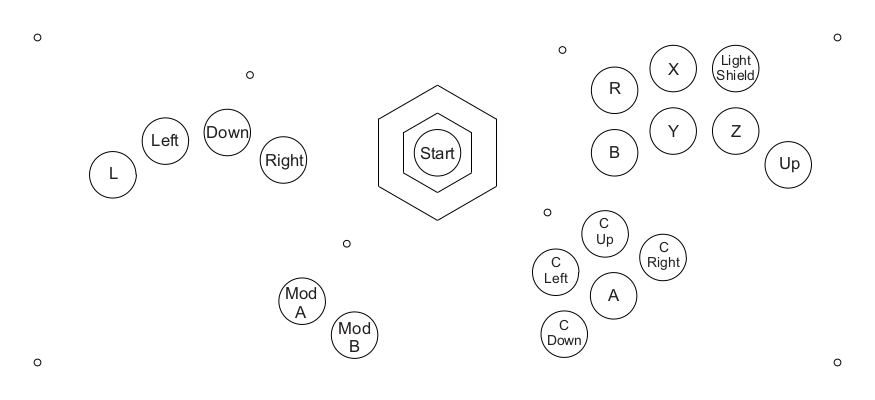 L
Left
Down
Right
Mod
A
Mod
B
Start
R
X
Light
Shield
B
Y
Z
Up
C
Up
C
Left
C
Right
A
C
Down